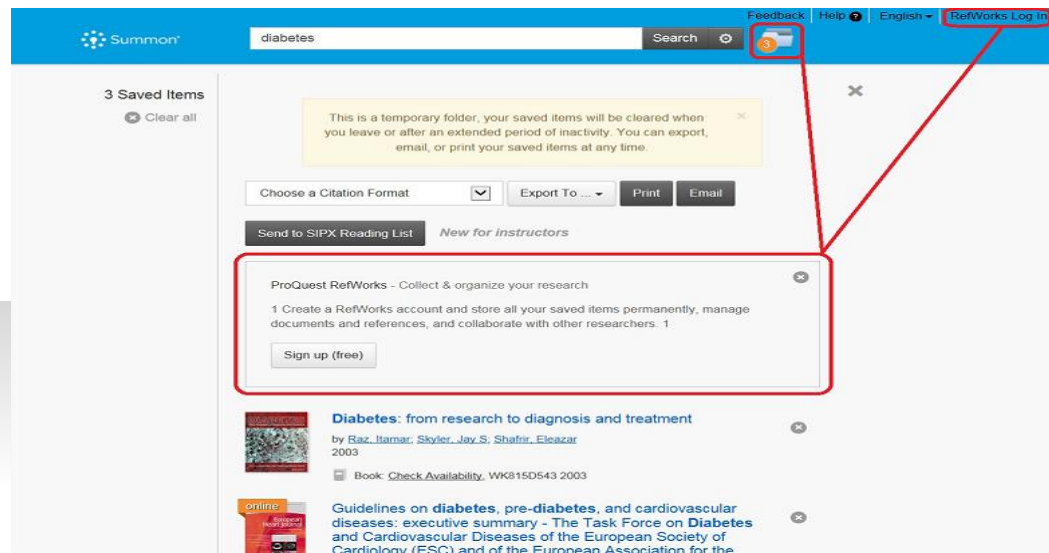 Feedback Help ? English RefWorks Log In
Summon
diabetes Search
3
3 Saved Items
Clear all
This is a temporary folder, your saved items will be cleared when
you leave or after an extended period of inactivity. You can export,
email, or print your saved items at any time.
Choose a Citation Format Export To ... Print Email
Send to SIPX Reading List New for instructors
ProQuest RefWorks - Collect & organize your research
1 Create a RefWorks account and store all your saved items permanently, manage
documents and references, and collaborate with other researchers. 1
Sign up (free)
Diabetes: from research to diagnosis and treatment
by Raz, Itamar; Skyler, Jay S; Shafrir, Eleazar
2003
Book: Check Availability, WK815D543 2003
online
European
Heart Journal
Guidelines on diabetes, pre-diabetes, and cardiovascular
diseases: executive summary - The Task Force on Diabetes
and Cardiovascular Diseases of the European Society of
Cardiology (ESC) and of the European Association for the